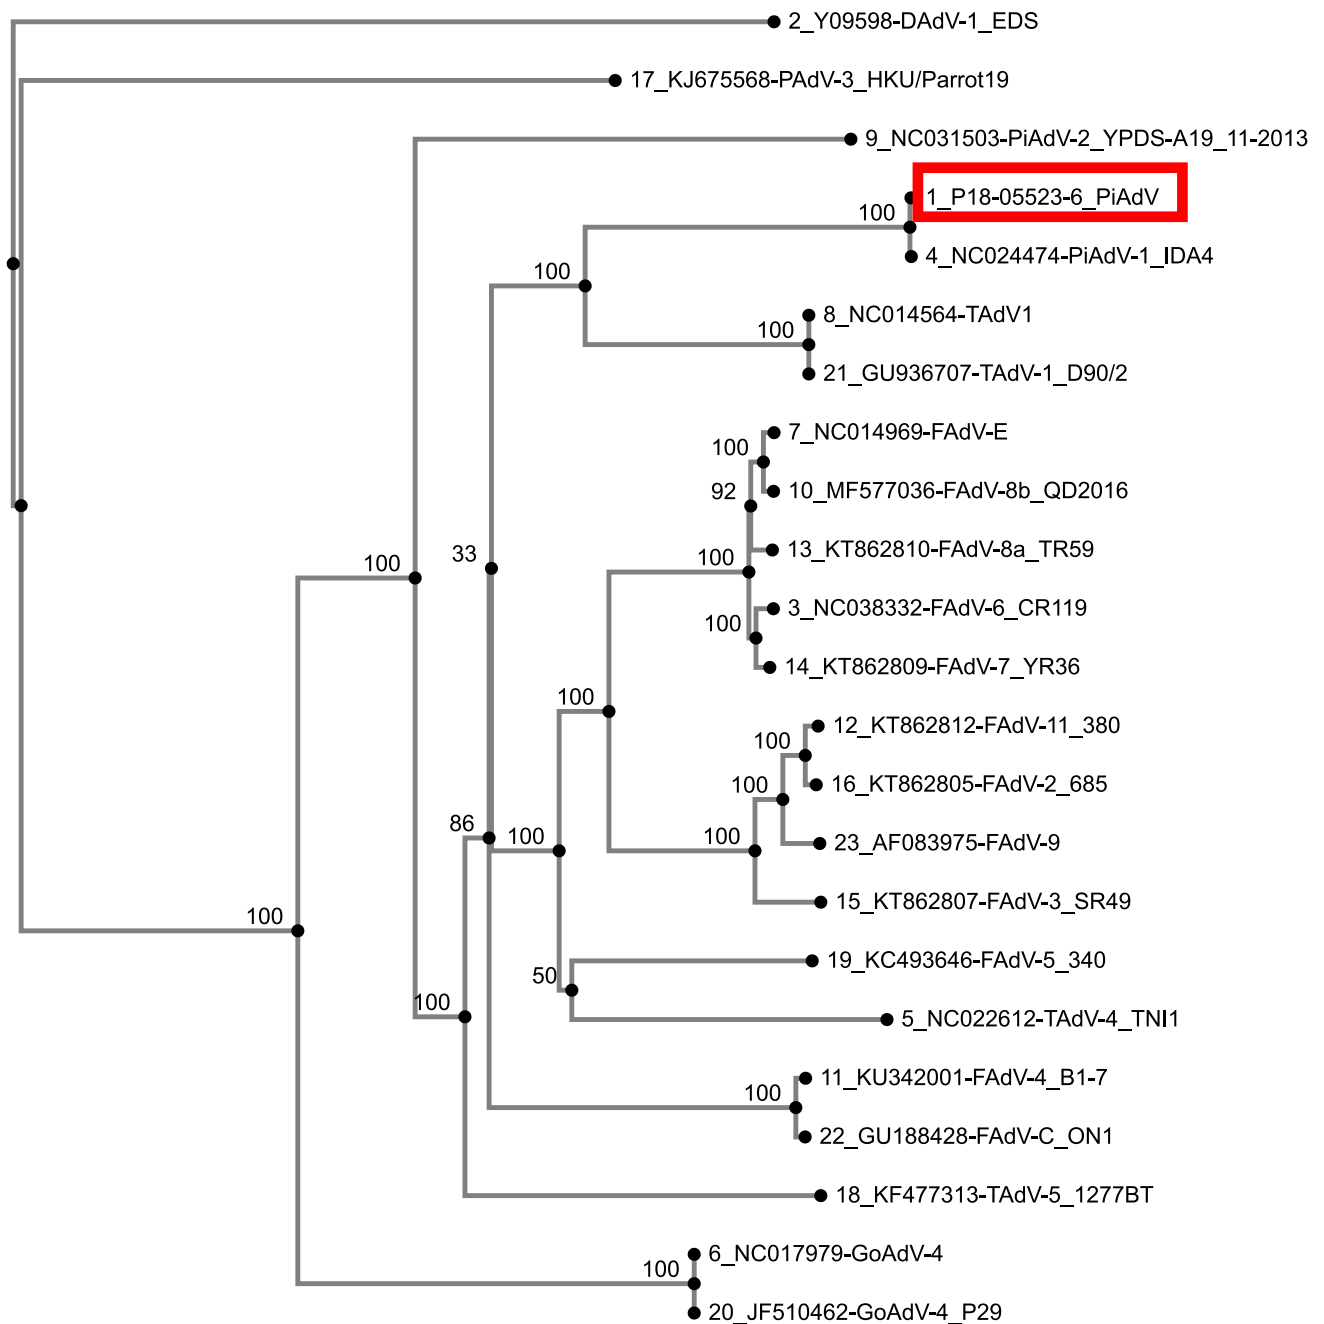 2_Y09598-DAdV-1_EDS
17_KJ675568-PAdV-3_HKU/Parrot19
9_NC031503-PiAdV-2_YPDS-A19_11-2013
1_P18-05523-6_PiAdV
100
4_NC024474-PiAdV-1_IDA4
100
8_NC014564-TAdV1
100
21_GU936707-TAdV-1_D90/2
7_NC014969-FAdV-E
100
10_MF577036-FAdV-8b_QD2016
92
13_KT862810-FAdV-8a_TR59
33
100
100
3_NC038332-FAdV-6_CR119
100
14_KT862809-FAdV-7_YR36
100
12_KT862812-FAdV-11_380
100
16_KT862805-FAdV-2_685
100
86
100
100
23_AF083975-FAdV-9
15_KT862807-FAdV-3_SR49
100
19_KC493646-FAdV-5_340
50
100
5_NC022612-TAdV-4_TNI1
11_KU342001-FAdV-4_B1-7
100
22_GU188428-FAdV-C_ON1
18_KF477313-TAdV-5_1277BT
6_NC017979-GoAdV-4
100
20_JF510462-GoAdV-4_P29